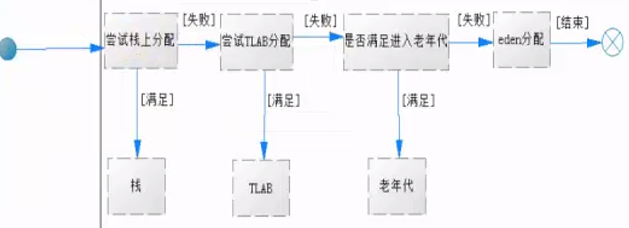 尝试栈上分配
[失败]
尝试TLAB分配
[失败]
是否满足进入老年代
[失败]
eden分配
[结束]
[满足]
[满足]
[满足]
栈
TLAB
老年代